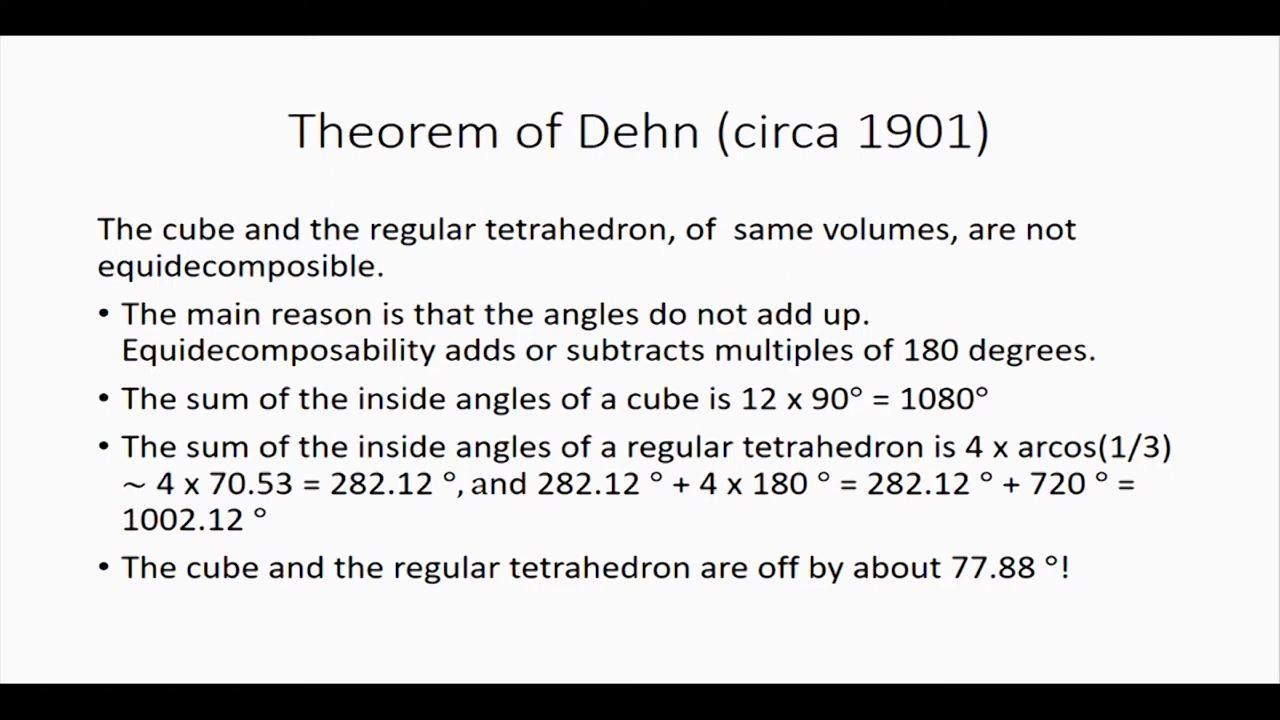 Theorem of Dehn (circa 1901)
The cube and the regular tetrahedron, of  same volumes, are not
equidecomposible.
• The main reason is that the angles do not add up.
Equidecomposability adds or subtracts multiples of 180 degrees.
• The sum of the inside angles of a cube is 12 x 90° = 1080°
• The sum of the inside angles of a regular tetrahedron is 4 x arcos(1/3)
~ 4 x 70.53 = 282.12 °, and 282.12 ° + 4 x 180 ° = 282.12 ° + 720 ° =
1002.12 °
• The cube and the regular tetrahedron are off by about 77.88 °!